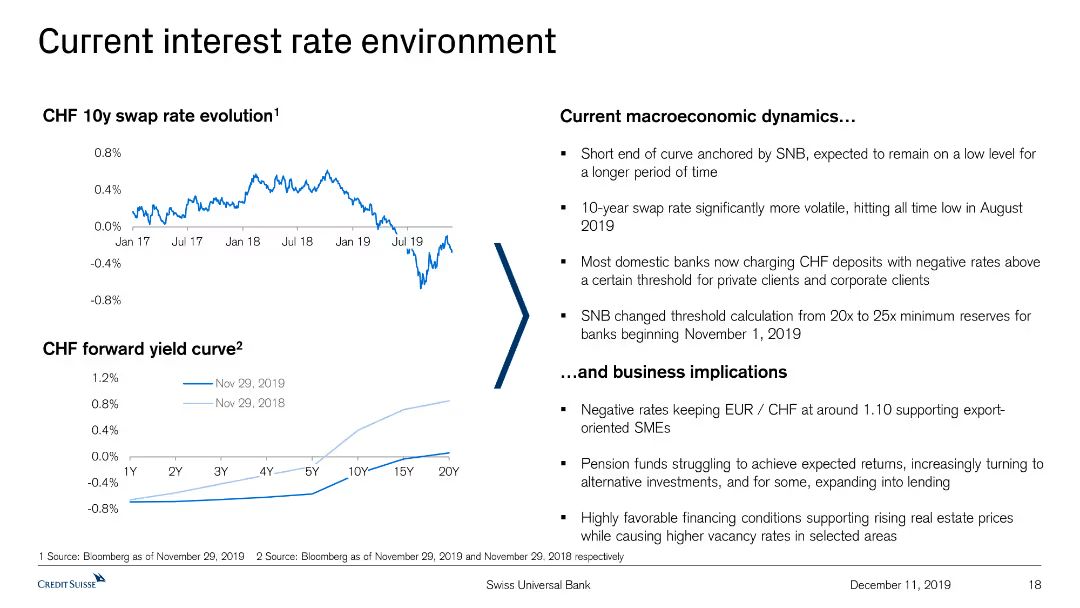 Current interest rate environment
CHF 10y swap rate evolution1
0.8%
0.4%
0.0%
Jan 17 Jul 17 Jan 18 Jul 18 Jan 19 Jul 19
-0.4%
-0.8%
CHF forward yield curve2
1.2%
0.8%
0.4%
0.0%
-0.4%
-0.8%
Nov 29, 2019
Nov 29, 2018
1Y 2Y 3Y 4Y 5Y 10Y 15Y 20Y
Current macroeconomic dynamics…
▪ Short end of curve anchored by SNB, expected to remain on a low level for
a longer period of time
▪ 10-year swap rate significantly more volatile, hitting all time low in August
2019
▪ Most domestic banks now charging CHF deposits with negative rates above
a certain threshold for private clients and corporate clients
▪ SNB changed threshold calculation from 20x to 25x minimum reserves for
banks beginning November 1, 2019
…and business implications
▪ Negative rates keeping EUR / CHF at around 1.10 supporting export-
oriented SMEs
▪ Pension funds struggling to achieve expected returns, increasingly turning to
alternative investments, and for some, expanding into lending
▪ Highly favorable financing conditions supporting rising real estate prices
while causing higher vacancy rates in selected areas
1 Source: Bloomberg as of November 29, 2019 2 Source: Bloomberg as of November 29, 2019 and November 29, 2018 respectively
CREDIT SUISSE Swiss Universal Bank December 11, 2019 18